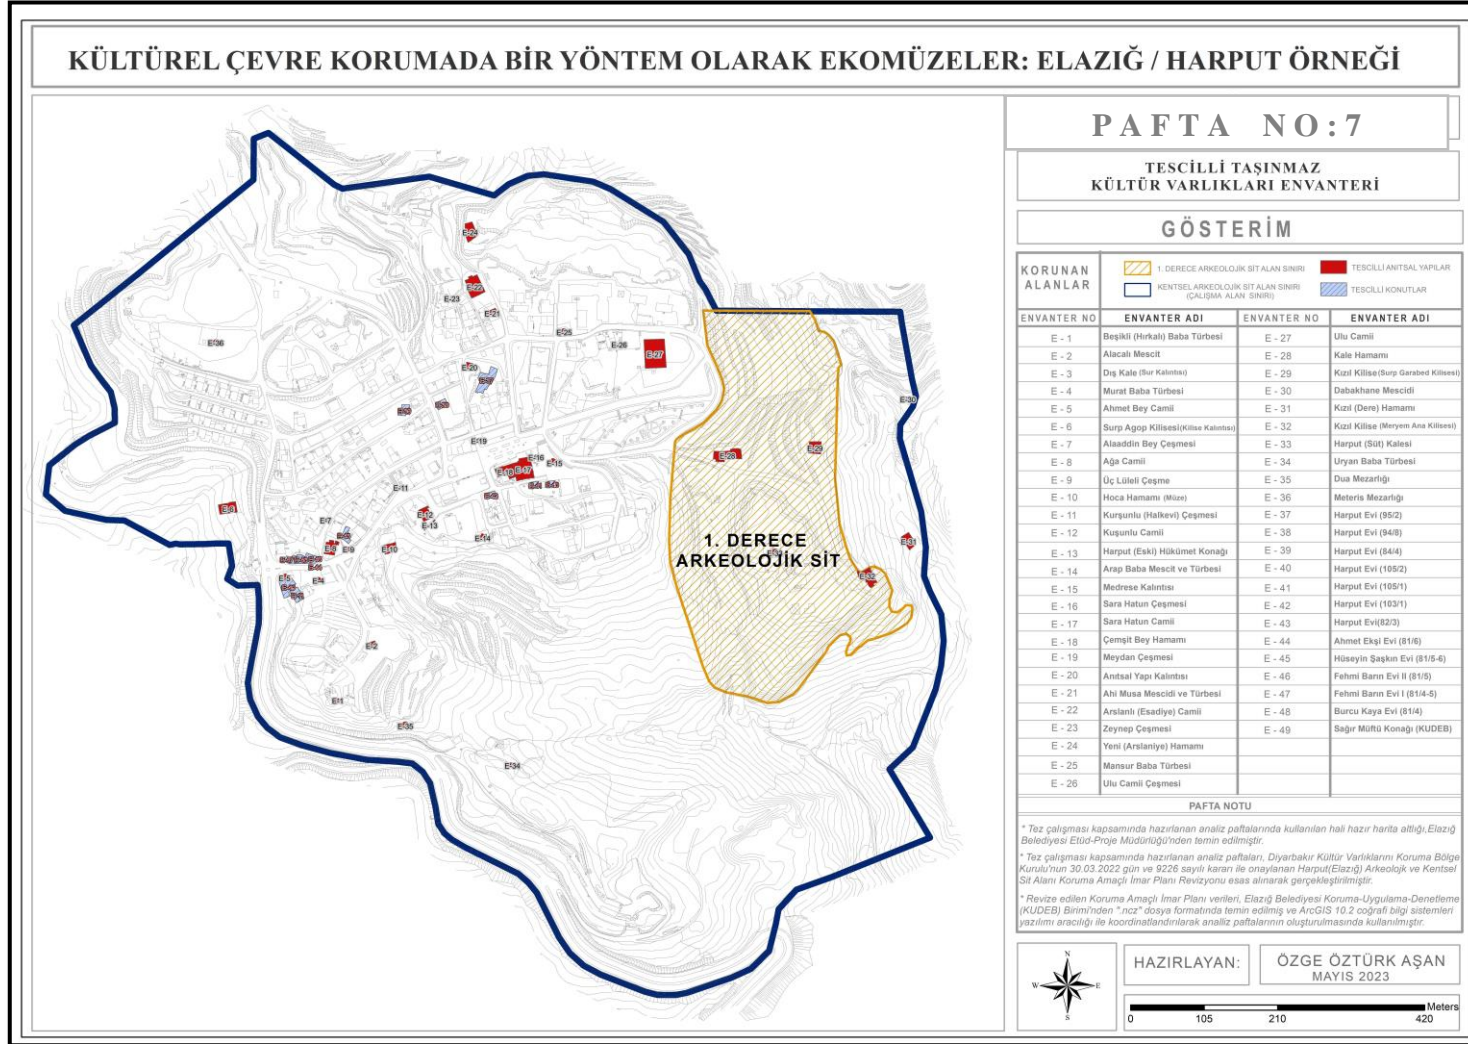 KÜLTÜREL ÇEVRE KORUMADA BİR YÖNTEM OLARAK EKOMÜZELER: ELAZIĞ / HARPUT ÖRNEĞİ
PAFTA NO:7
TESCİLLİ TAŞINMAZ
KÜLTÜR VARLIKLARI ENVANTERİ
GÖSTERİM
KORUNAN
ALANLAR
1. DERECE ARKEOLOJİK SİT ALAN SINIRI
TESCİLLİ ANITSAL YAPILAR
KENTSEL ARKEOLOJİK SİT ALAN SINIRI
(ÇALIŞMA ALAN SINIRI)
TESCİLLİ KONUTLAR
ENVANTER NO ENVANTER ADI ENVANTER NO ENVANTER ADI
E - 1 Beşikli (Hırkalı) Baba Türbesi E - 27 Ulu Camii
E - 2 Alacalı Mescit E - 28 Kale Hamamı
E - 3 Dış Kale (Sur Kalıntısı) E - 29 Kızıl Kilise (Surp Garabed Kilisesi)
E - 4 Murat Baba Türbesi E - 30 Dabakhane Mescidi
E - 5 Ahmet Bey Camii E - 31 Kızıl (Dere) Hamamı
E - 6 Surp Agop Kilisesi (Kilise Kalıntısı) E - 32 Kızıl Kilise (Meryem Ana Kilisesi)
E - 7 Alaaddin Bey Çeşmesi E - 33 Harput (Süt) Kalesi
E - 8 Ağa Camii E - 34 Uryan Baba Türbesi
E - 9 Üç Lüleli Çeşme E - 35 Dua Mezarlığı
E - 10 Hoca Hamamı (Müze) E - 36 Meteris Mezarlığı
E - 11 Kurşunlu (Halkevi) Çeşmesi E - 37 Harput Evi (95/2)
E - 12 Kuşunlu Camii E - 38 Harput Evi (94/8)
E - 13 Harput (Eski) Hükümet Konağı E - 39 Harput Evi (84/4)
E - 14 Arap Baba Mescit ve Türbesi E - 40 Harput Evi (105/2)
E - 15 Medrese Kalıntısı E - 41 Harput Evi (105/1)
E - 16 Sara Hatun Çeşmesi E - 42 Harput Evi (103/1)
E - 17 Sara Hatun Camii E - 43 Harput Evi(82/3)
E - 18 Çemşit Bey Hamamı E - 44 Ahmet Ekşi Evi (81/6)
E - 19 Meydan Çeşmesi E - 45 Hüseyin Şaşkın Evi (81/5-6)
E - 20 Anıtsal Yapı Kalıntısı E - 46 Fehmi Barın Evi II (81/5)
E - 21 Ahi Musa Mescidi ve Türbesi E - 47 Fehmi Barın Evi I (81/4-5)
E - 22 Arslanlı (Esadiye) Camii E - 48 Burcu Kaya Evi (81/4)
E - 23 Zeynep Çeşmesi E - 49 Sağır Müftü Konağı (KUDEB)
E - 24 Yeni (Arslaniye) Hamamı
E - 25 Mansur Baba Türbesi
E - 26 Ulu Camii Çeşmesi
PAFTA NOTU
* Tez çalışması kapsamında hazırlanan analiz paftalarında kullanılan hali hazır harita altlığı,Elazığ
Belediyesi Etüd-Proje Müdürlüğü'nden temin edilmiştir.
* Tez çalışması kapsamında hazırlanan analiz paftaları, Diyarbakır Kültür Varlıklarını Koruma Bölge
Kurulu'nun 30.03.2022 gün ve 9226 sayılı kararı ile onaylanan Harput(Elazığ) Arkeolojk ve Kentsel
Sit Alanı Koruma Amaçlı İmar Planı Revizyonu esas alınarak gerçekleştirilmiştir.
* Revize edilen Koruma Amaçlı İmar Planı verileri, Elazığ Belediyesi Koruma-Uygulama-Denetleme
(KUDEB) Birimi'nden ".ncz" dosya formatında temin edilmiş ve ArcGIS 10.2 coğrafi bilgi sistemleri
yazılımı aracılığı ile koordinatlandırılarak analiz paftalarının oluşturulmasında kullanılmıştır.
N
W E
S
HAZIRLAYAN:
ÖZGE ÖZTÜRK AŞAN
MAYIS 2023
Meters
0 105 210 420
E-24
E-23
E-22
E-21
E-25
E-26
E-27
E-36
E-20
E-30
E-19
E-16
E-15
E-18
E-17
E-28
E-29
E-11
E-6
E-12
E-13
E-7
E-14
E-8
E-9
E-10
E-31
1. DERECE
ARKEOLOJİK SİT
E-32
E-5
E-4
E-2
E-1
E-35
E-34